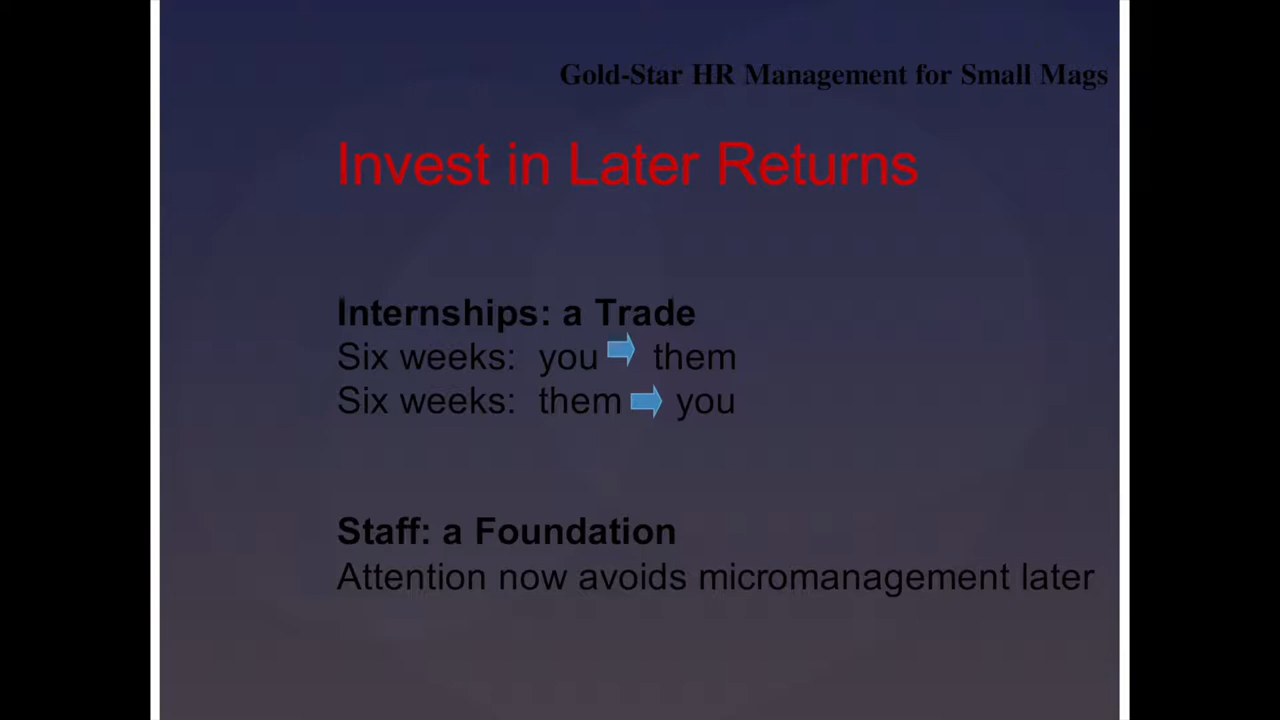 Gold-Star HR Management for Small Mags
Invest in Later Returns
Internships: a Trade
Six weeks: you them
Six weeks: them you
Staff: a Foundation
Attention now avoids micromanagement later